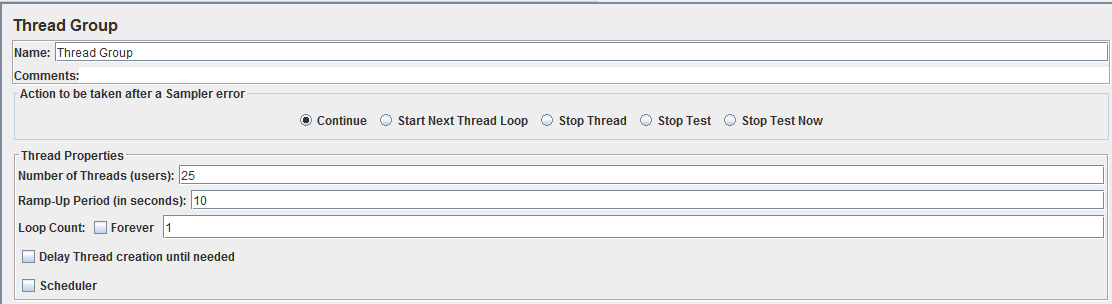 Thread Group
Name: Thread Group
Comments:
Action to be taken after a Sampler error
Continue Start Next Thread Loop Stop Thread Stop Test Stop Test Now
Thread Properties
Number of Threads (users): 25
Ramp-Up Period (in seconds): 10
Loop Count: Forever 1
Delay Thread creation until needed
Scheduler